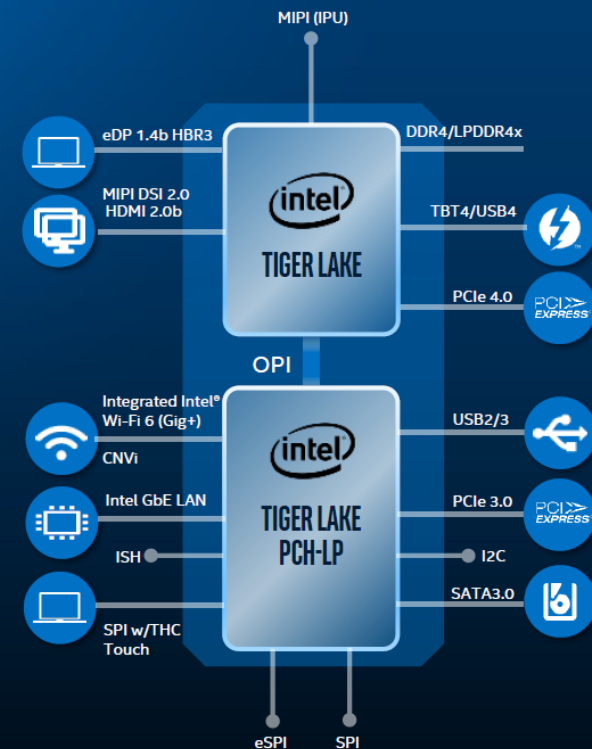 MIPI (IPU)
eDP 1.4b HBR3
DDR4/LPDDR4x
MIPI DSI 2.0
HDMI 2.0b
intel
TIGER LAKE
TBT4/USB4
PCIe 4.0
PCI
EXPRESS
OPI
Integrated Intel®
Wi-Fi 6 (Gig+)
CNVi
intel
TIGER LAKE
PCH-LP
USB2/3
Intel GbE LAN
PCIe 3.0
PCI
EXPRESS
ISH
I2C
SATA3.0
SPI w/THC
Touch
eSPI
SPI